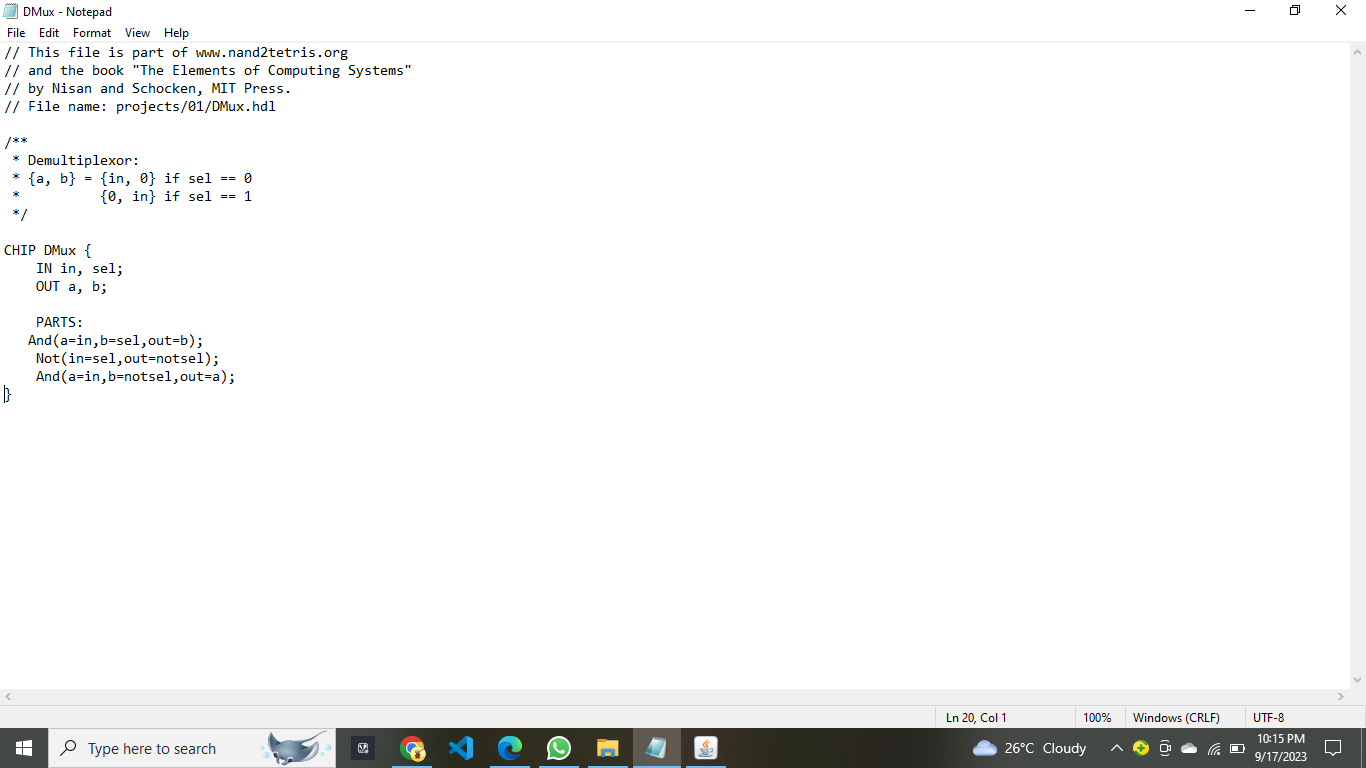 DMux - Notepad
File Edit Format View Help
// This file is part of www.nand2tetris.org
// and the book "The Elements of Computing Systems"
// by Nisan and Schocken, MIT Press.
// File name: projects/01/DMux.hdl
/**
 * Demultiplexor:
 * {a, b} = {in, 0} if sel == 0
 *          {0, in} if sel == 1
 */
CHIP DMux {
    IN in, sel;
    OUT a, b;
    PARTS:
   And(a=in,b=sel,out=b);
    Not(in=sel,out=notsel);
    And(a=in,b=notsel,out=a);
}
Ln 20, Col 1 100% Windows (CRLF) UTF-8
Type here to search 26°C Cloudy 10:15 PM
9/17/2023